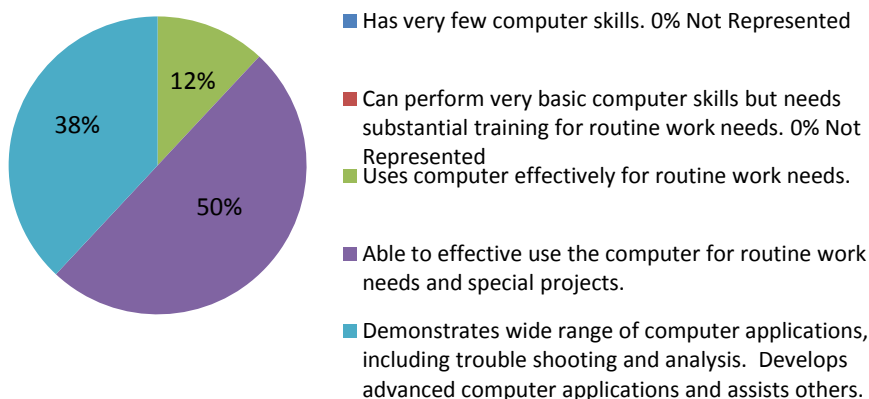 12%
38%
50%
Has very few computer skills. 0% Not Represented
Can perform very basic computer skills but needs
substantial training for routine work needs. 0% Not
Represented
Uses computer effectively for routine work needs.
Able to effective use the computer for routine work
needs and special projects.
Demonstrates wide range of computer applications,
including trouble shooting and analysis. Develops
advanced computer applications and assists others.